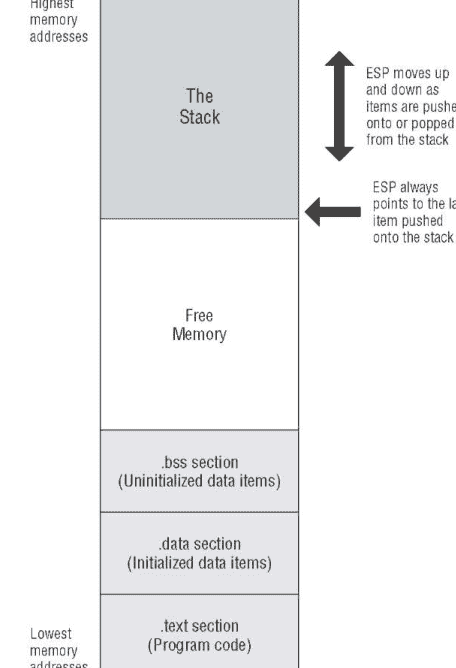 Highest
memory
addresses
The
Stack
ESP moves up
and down as
items are pushe
onto or popped
from the stack
ESP always
points to the la
item pushed
onto the stack
Free
Memory
.bss section
(Uninitialized data items)
.data section
(Initialized data items)
.text section
(Program code)
Lowest
memory
addresses